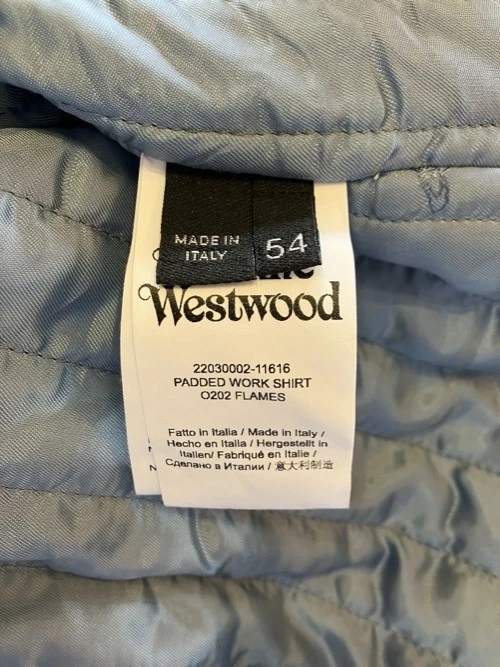 MADE IN
ITALY
54
Westwood
22030002-11616
PADDED WORK SHIRT
O202 FLAMES
Fatto in Italia / Made in Italy /
Hecho en Italia / Hergestellt in
Italien/ Fabriqué en Italie /
Сделано в Италии / 意大利制造